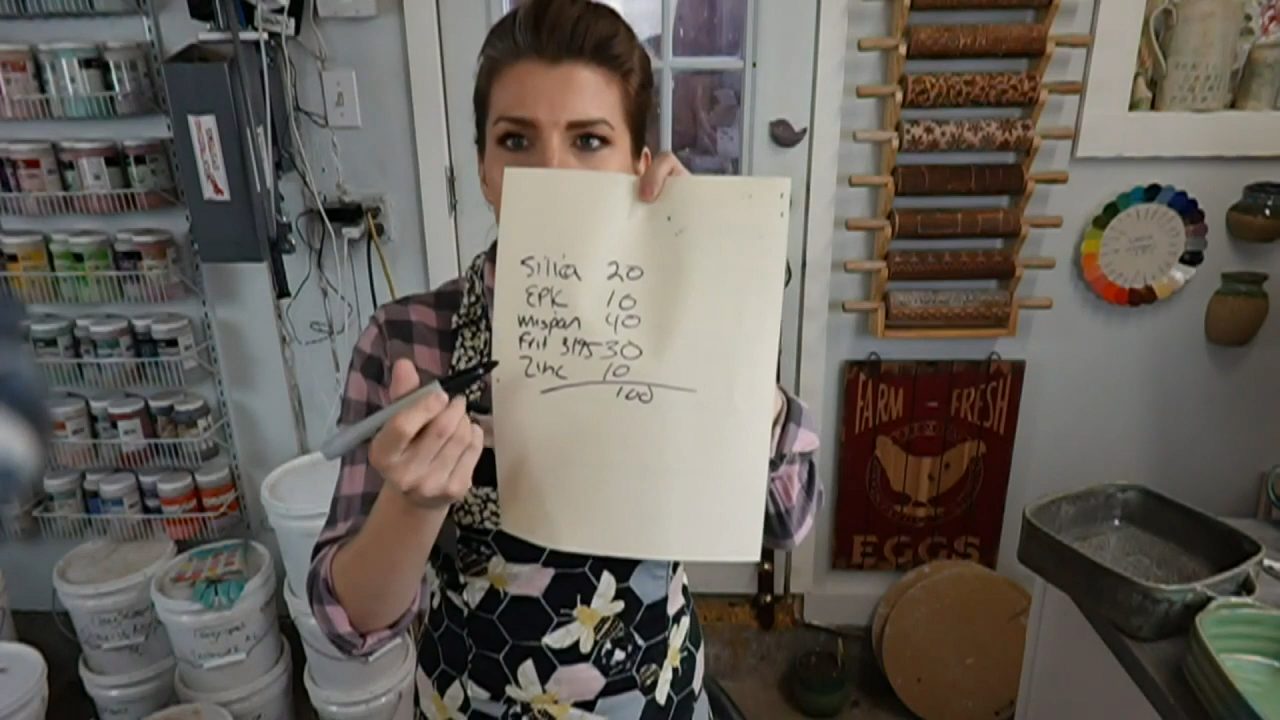 Silica 20
EPK 10
Minspar 40
Frit 3195 30
Zinc 10
100
FARM - FRESH
EGGS